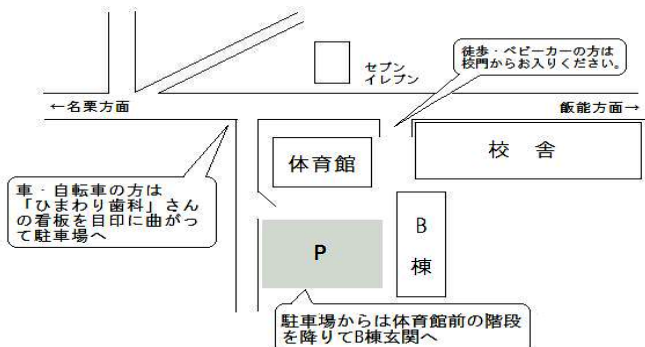 セブン
イレブン
徒歩・ベビーカーの方は
校門からお入りください。
←名栗方面
飯能方面→
体育館
校舎
車・自転車の方は
「ひまわり歯科」さん
の看板を目印に曲がっ
て駐車場へ
P
B
棟
駐車場からは体育館前の階段
を降りてB棟玄関へ